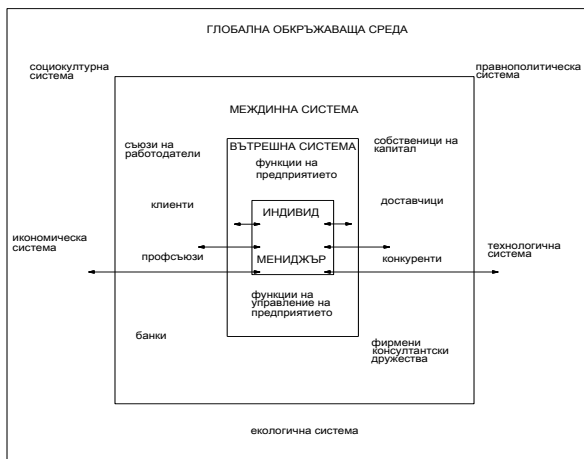 ГЛОБАЛНА ОБКРЪЖАВАЩА СРЕДА
социокултурна
система
правнополитическа
система
МЕЖДИННА СИСТЕМА
съюзи на
работодатели
ВЪТРЕШНА СИСТЕМА
собственици на
капитал
функции на
предприятието
клиенти
доставчици
ИНДИВИД
икономическа
система
технологична
система
профсъюзи
МЕНИДЖЪР
конкуренти
функции на
управление на
предприятието
банки
фирмени
консултантски
дружества
екологична система